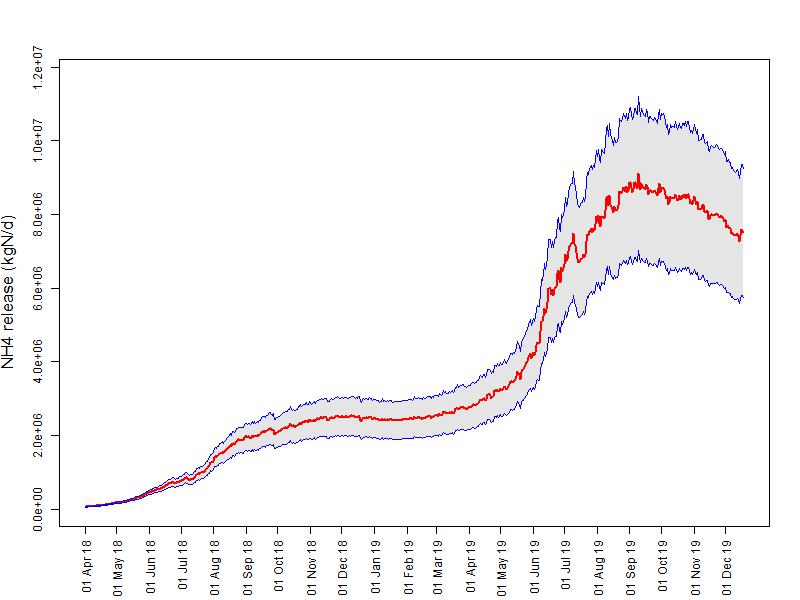 NH4 release (kgN/d)
1.2e+07
1.0e+07
8.0e+06
6.0e+06
4.0e+06
2.0e+06
0.0e+00
01 Apr 18
01 May 18
01 Jun 18
01 Jul 18
01 Aug 18
01 Sep 18
01 Oct 18
01 Nov 18
01 Dec 18
01 Jan 19
01 Feb 19
01 Mar 19
01 Apr 19
01 May 19
01 Jun 19
01 Jul 19
01 Aug 19
01 Sep 19
01 Oct 19
01 Nov 19
01 Dec 19